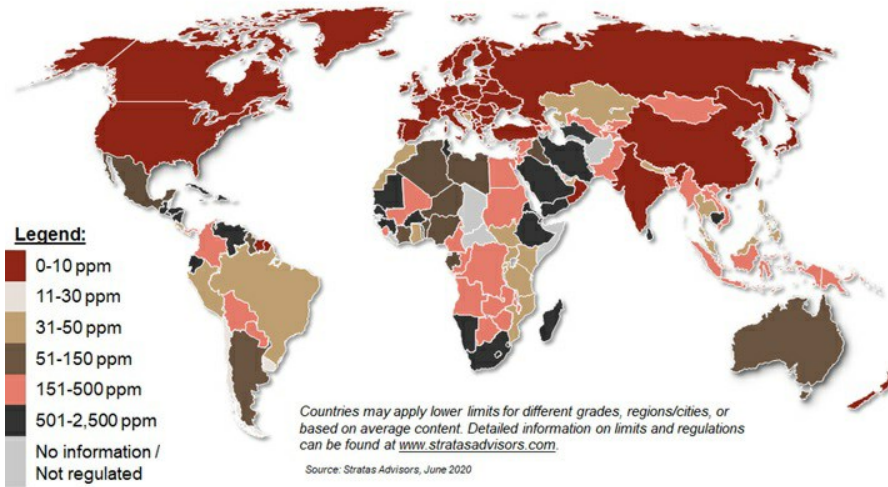 Legend:
0-10 ppm
11-30 ppm
31-50 ppm
51-150 ppm
151-500 ppm
501-2,500 ppm
No information /
Not regulated
Countries may apply lower limits for different grades, regions/cities, or
based on average content. Detailed information on limits and regulations
can be found at www.stratasadvisors.com.
Source: Stratas Advisors, June 2020